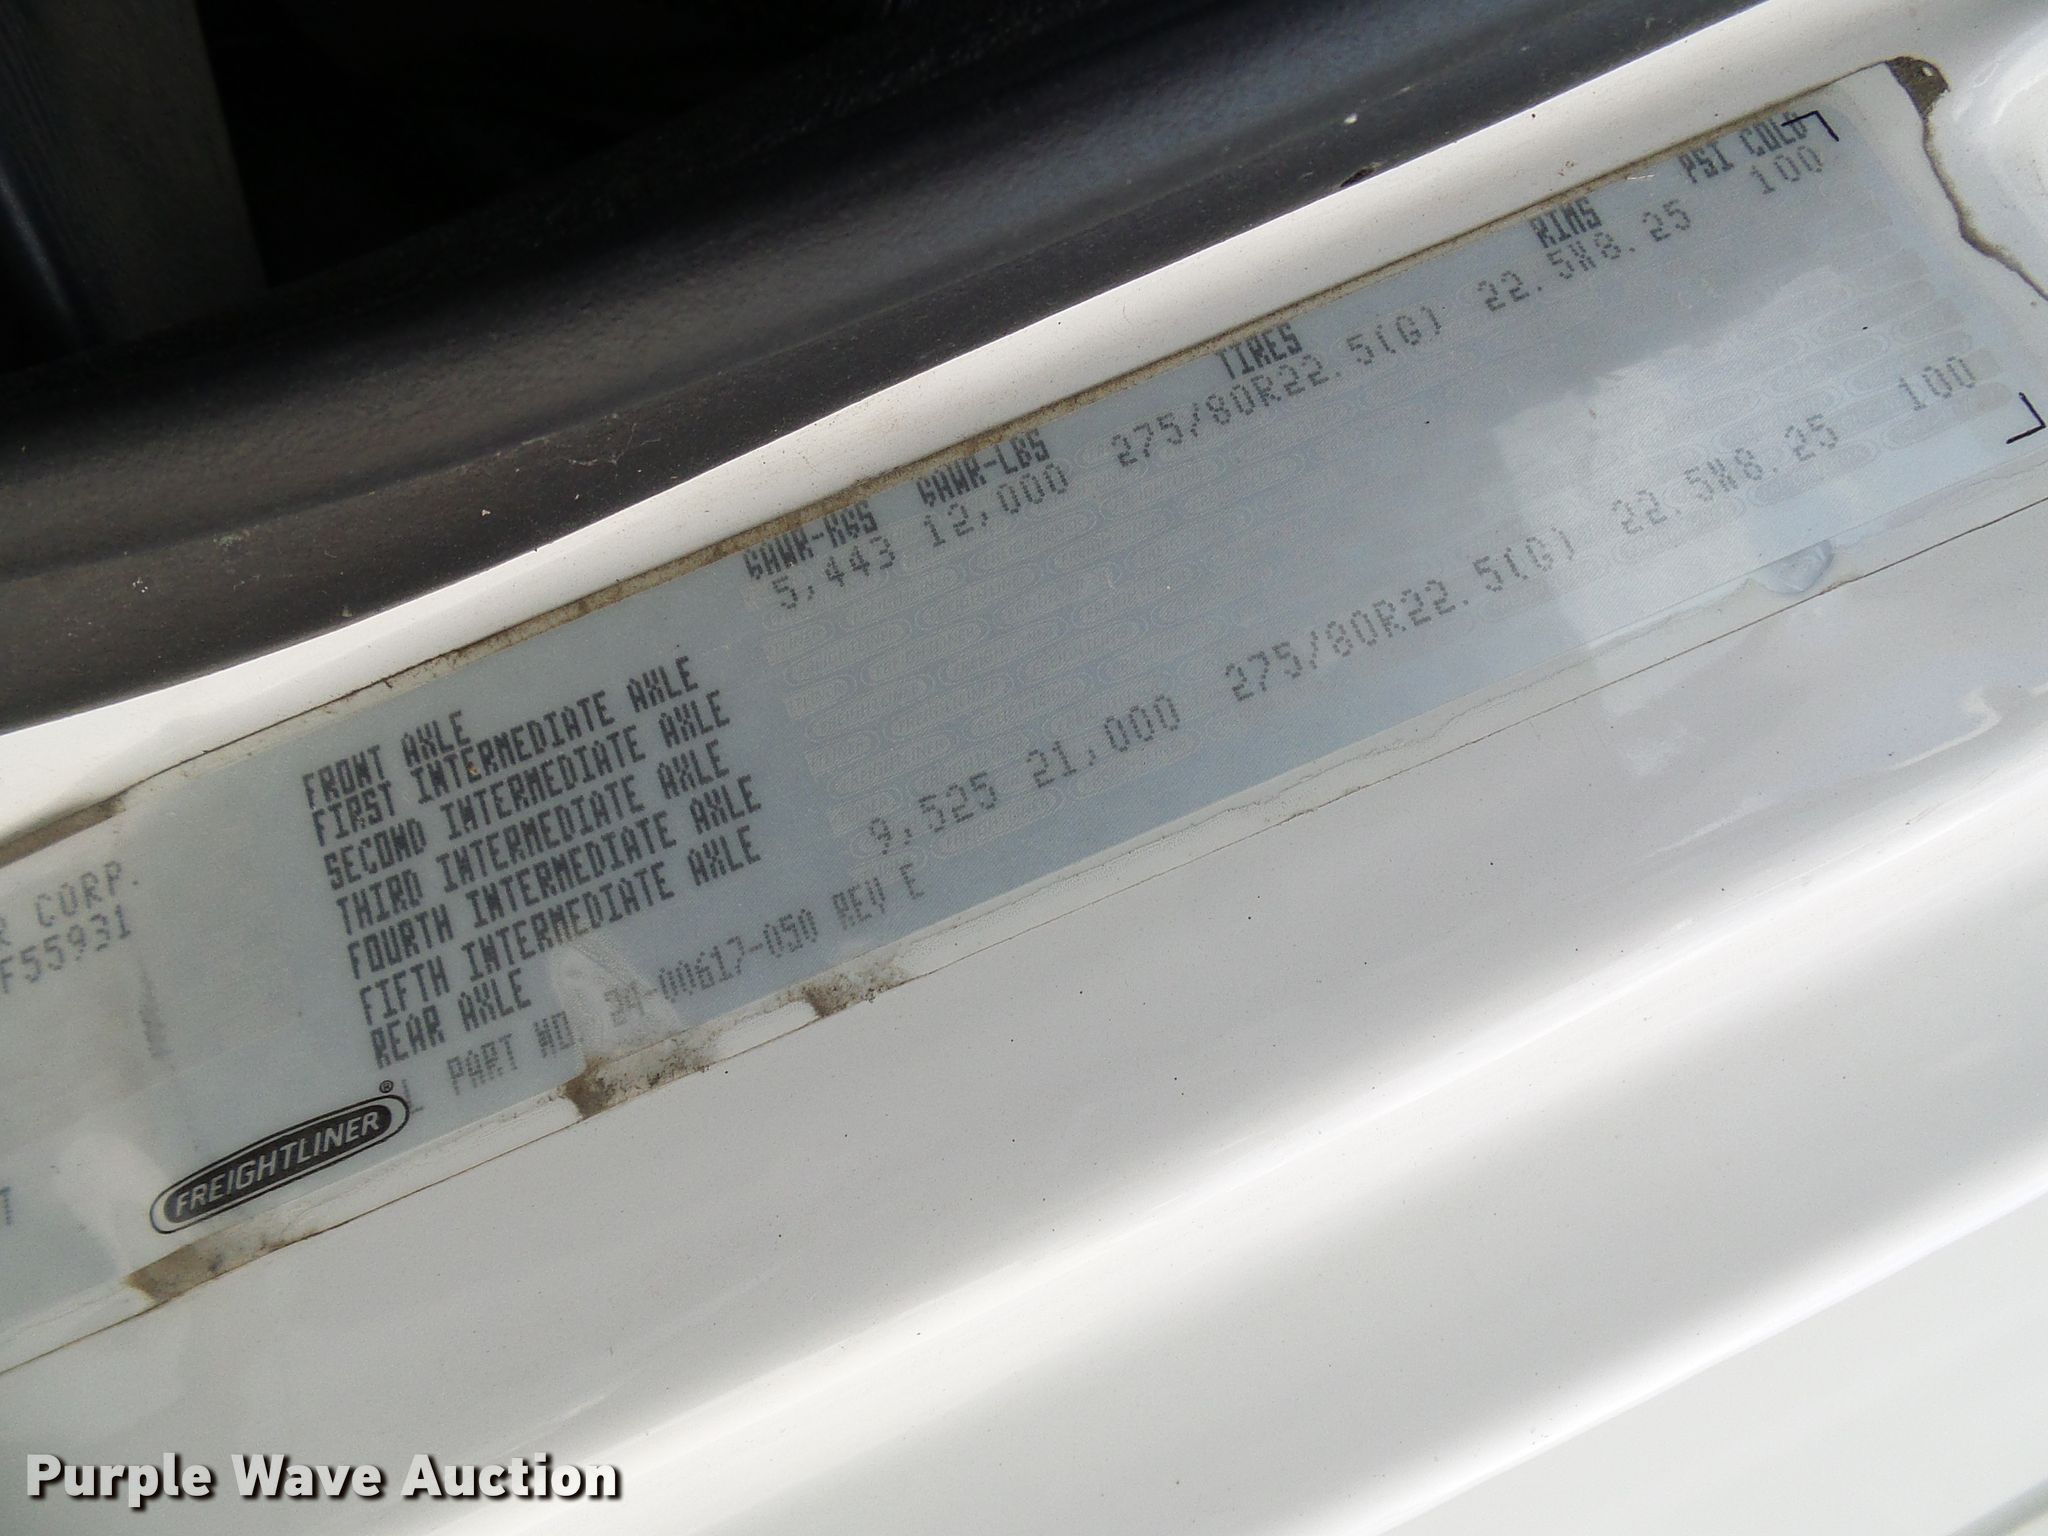 GAWR-KGS GAWR-LBS TIRES RIMS PSI COLD
FRONT AXLE 5,443 12,000 275/80R22.5(G) 22.5X8.25 100
FIRST INTERMEDIATE AXLE
SECOND INTERMEDIATE AXLE
THIRD INTERMEDIATE AXLE
FOURTH INTERMEDIATE AXLE
FIFTH INTERMEDIATE AXLE
REAR AXLE 9,525 21,000 275/80R22.5(G) 22.5X8.25 100
PART NO 24-00617-050 REV E
R CORP.
F55931
FREIGHTLINER®
Purple Wave Auction